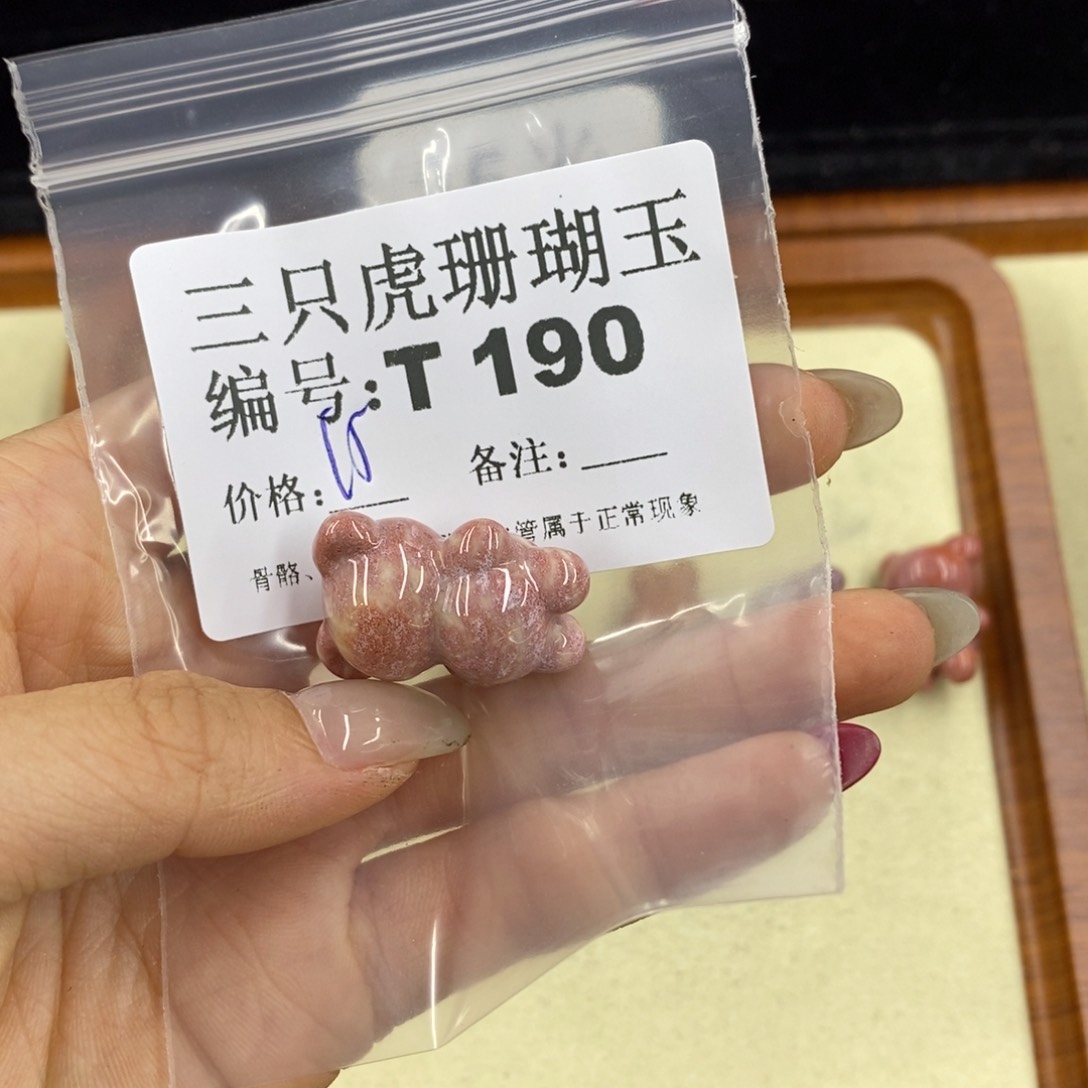 三只虎珊瑚玉
编号:T 190
价格: 备注:
骨骼、 管属于正常现象